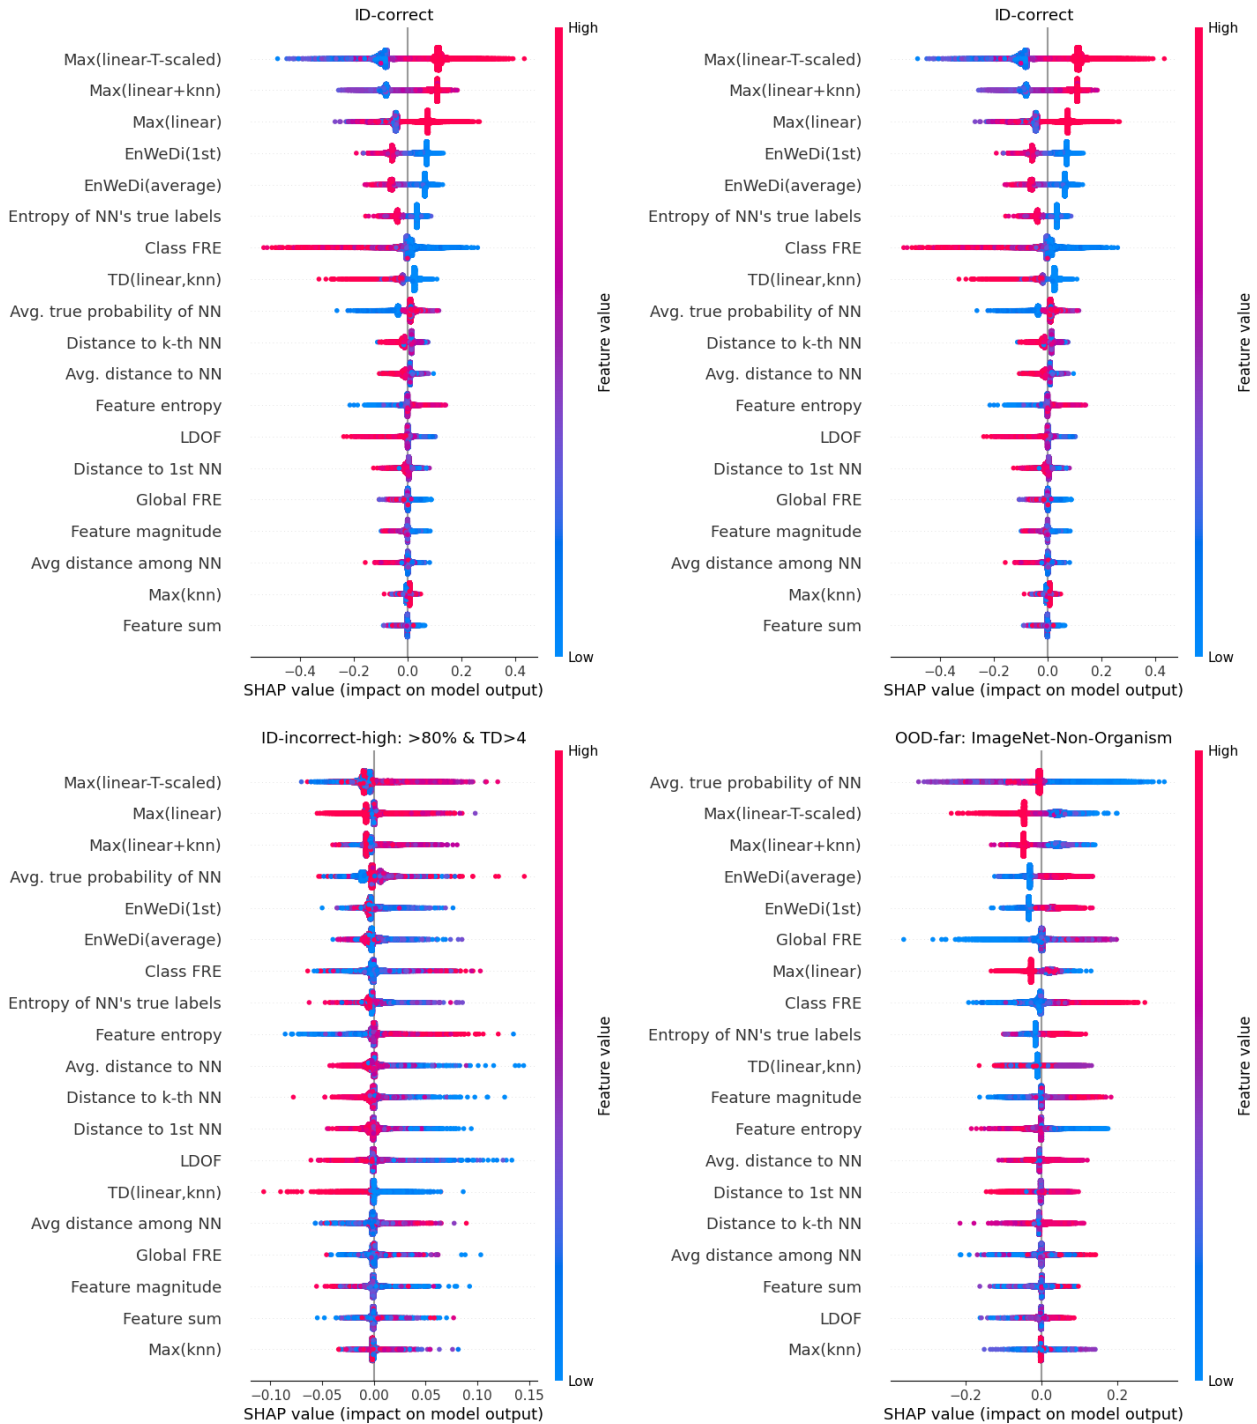 ID-correct
High
Max(linear-T-scaled)
Max(linear+knn)
Max(linear)
EnWeDi(1st)
EnWeDi(average)
Entropy of NN's true labels
Class FRE
TD(linear,knn)
Avg. true probability of NN
Distance to k-th NN
Avg. distance to NN
Feature entropy
LDOF
Distance to 1st NN
Global FRE
Feature magnitude
Avg distance among NN
Max(knn)
Feature sum
Feature value
Low
−0.4 −0.2 0.0 0.2 0.4
SHAP value (impact on model output)
ID-correct
High
Max(linear-T-scaled)
Max(linear+knn)
Max(linear)
EnWeDi(1st)
EnWeDi(average)
Entropy of NN's true labels
Class FRE
TD(linear,knn)
Avg. true probability of NN
Distance to k-th NN
Avg. distance to NN
Feature entropy
LDOF
Distance to 1st NN
Global FRE
Feature magnitude
Avg distance among NN
Max(knn)
Feature sum
Feature value
Low
−0.4 −0.2 0.0 0.2 0.4
SHAP value (impact on model output)
ID-incorrect-high: >80% & TD>4
High
Max(linear-T-scaled)
Max(linear)
Max(linear+knn)
Avg. true probability of NN
EnWeDi(1st)
EnWeDi(average)
Class FRE
Entropy of NN's true labels
Feature entropy
Avg. distance to NN
Distance to k-th NN
Distance to 1st NN
LDOF
TD(linear,knn)
Avg distance among NN
Global FRE
Feature magnitude
Feature sum
Max(knn)
Feature value
Low
−0.10 −0.05 0.00 0.05 0.10 0.15
SHAP value (impact on model output)
OOD-far: ImageNet-Non-Organism
High
Avg. true probability of NN
Max(linear-T-scaled)
Max(linear+knn)
EnWeDi(average)
EnWeDi(1st)
Global FRE
Max(linear)
Class FRE
Entropy of NN's true labels
TD(linear,knn)
Feature magnitude
Feature entropy
Avg. distance to NN
Distance to 1st NN
Distance to k-th NN
Avg distance among NN
Feature sum
LDOF
Max(knn)
Feature value
Low
−0.2 0.0 0.2
SHAP value (impact on model output)